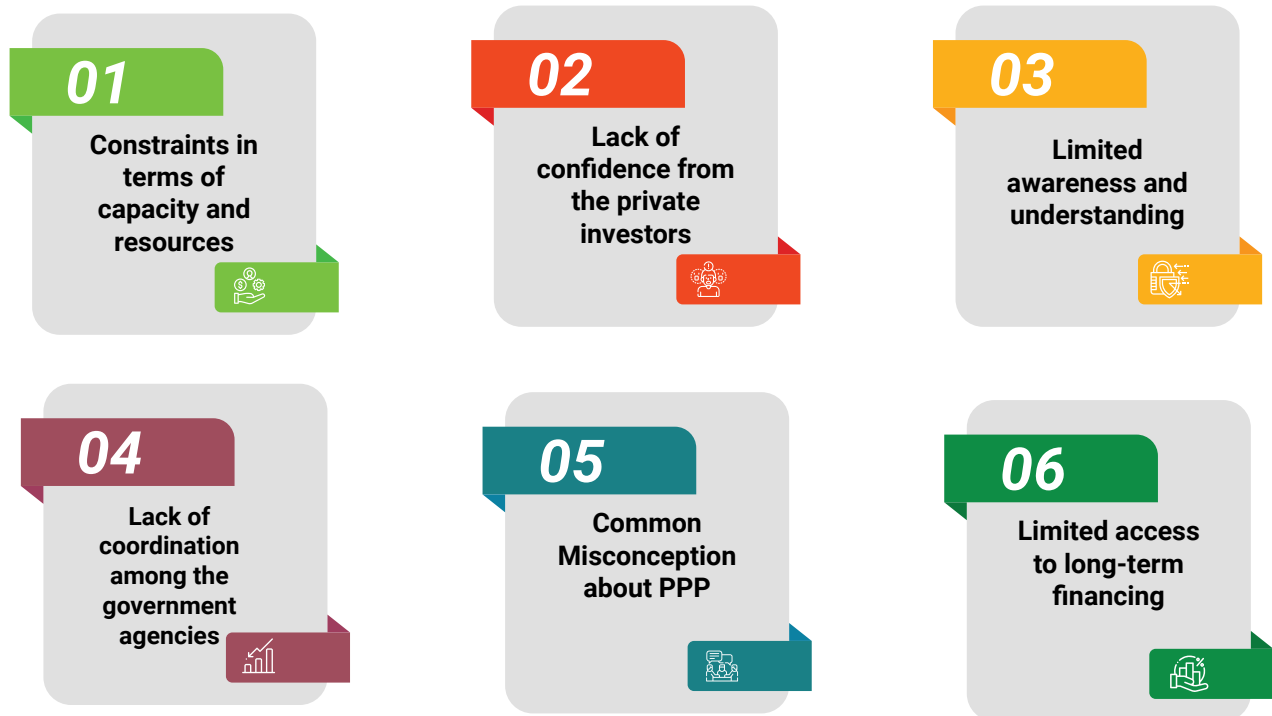 01
Constraints in
terms of
capacity and
resources
02
Lack of
confidence from
the private
investors
03
Limited
awareness and
understanding
04
Lack of
coordination
among the
government
agencies
05
Common
Misconception
about PPP
06
Limited access
to long-term
financing